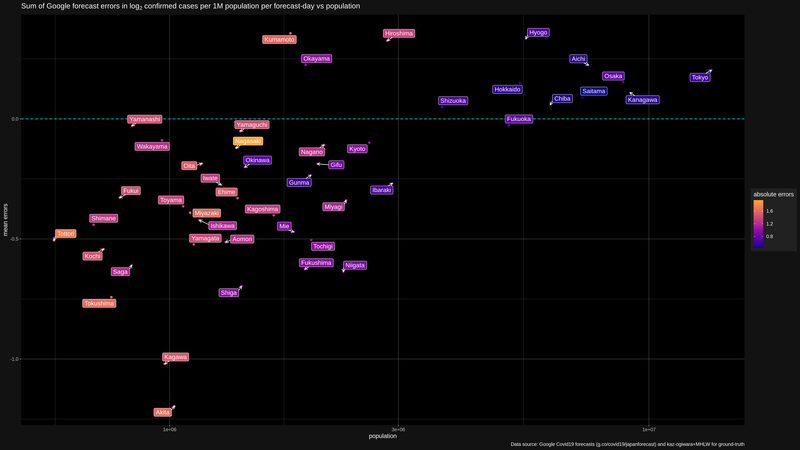 Sum of Google forecast errors in log2 confirmed cases per 1M population per forecast-day vs population
Kumamoto
Hiroshima
Hyogo
Okayama
Aichi
Osaka
Tokyo
Hokkaido
Saitama
Shizuoka
Chiba
Kanagawa
0.0
Yamanashi
Yamaguchi
Fukuoka
Wakayama
Nagasaki
Nagano
Kyoto
Oita
Okinawa
Gifu
Iwate
Gunma
Fukui
Ehime
Ibaraki
absolute errors
Toyama
1.6
Miyazaki
Kagoshima
Miyagi
1.2
Shimane
Ishikawa
Mie
0.8
mean errors
Tottori
Yamagata
Aomori
-0.5
Tochigi
Kochi
Saga
Fukushima
Niigata
Shiga
Tokushima
Kagawa
-1.0
Akita
1e+06
3e+06
1e+07
population
Data source: Google Covid19 forecasts (g.co/covid19/japanforecast) and kaz-ogiwara+MHLW for ground-truth